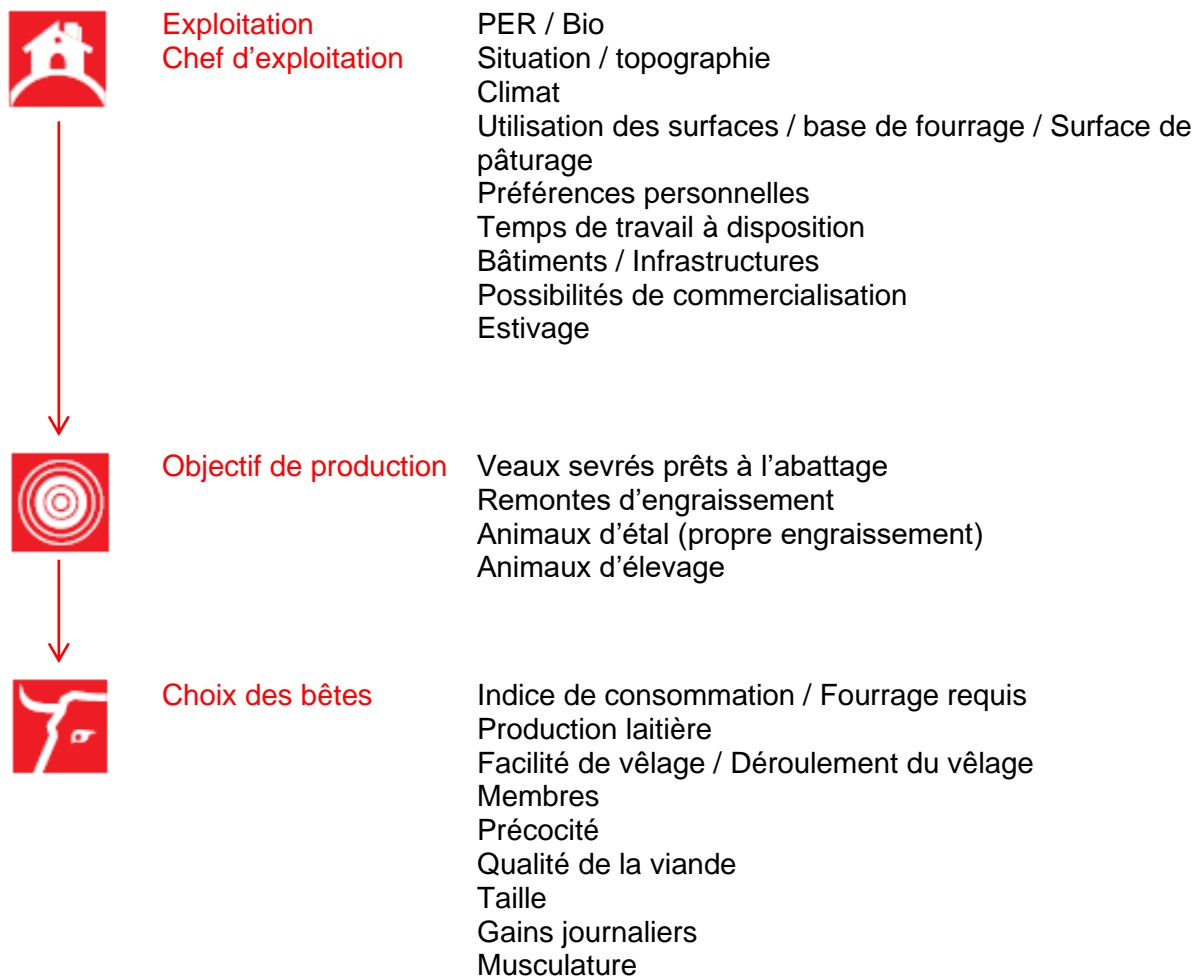 Exploitation PER / Bio
Chef d'exploitation Situation / topographie
Climat
Utilisation des surfaces / base de fourrage / Surface de
pâturage
Préférences personnelles
Temps de travail à disposition
Bâtiments / Infrastructures
Possibilités de commercialisation
Estivage
Objectif de production Veaux sevrés prêts à l'abattage
Remontes d'engraissement
Animaux d'étal (propre engraissement)
Animaux d'élevage
Choix des bêtes Indice de consommation / Fourrage requis
Production laitière
Facilité de vêlage / Déroulement du vêlage
Membres
Précocité
Qualité de la viande
Taille
Gains journaliers
Musculature